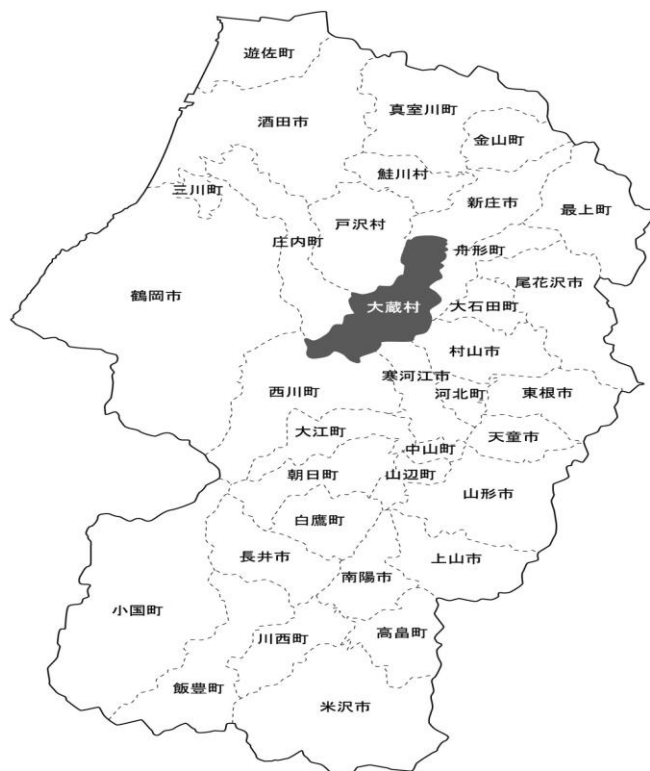 遊佐町
真室川町
酒田市
金山町
鮭川村
三川町
新庄市
最上町
戸沢村
庄内町
舟形町
尾花沢市
鶴岡市
大蔵村
大石田町
村山市
寒河江市
西川町
河北町
東根市
大江町
天童市
中山町
朝日町
山辺町
山形市
白鷹町
長井市
上山市
南陽市
小国町
川西町
高畠町
飯豊町
米沢市